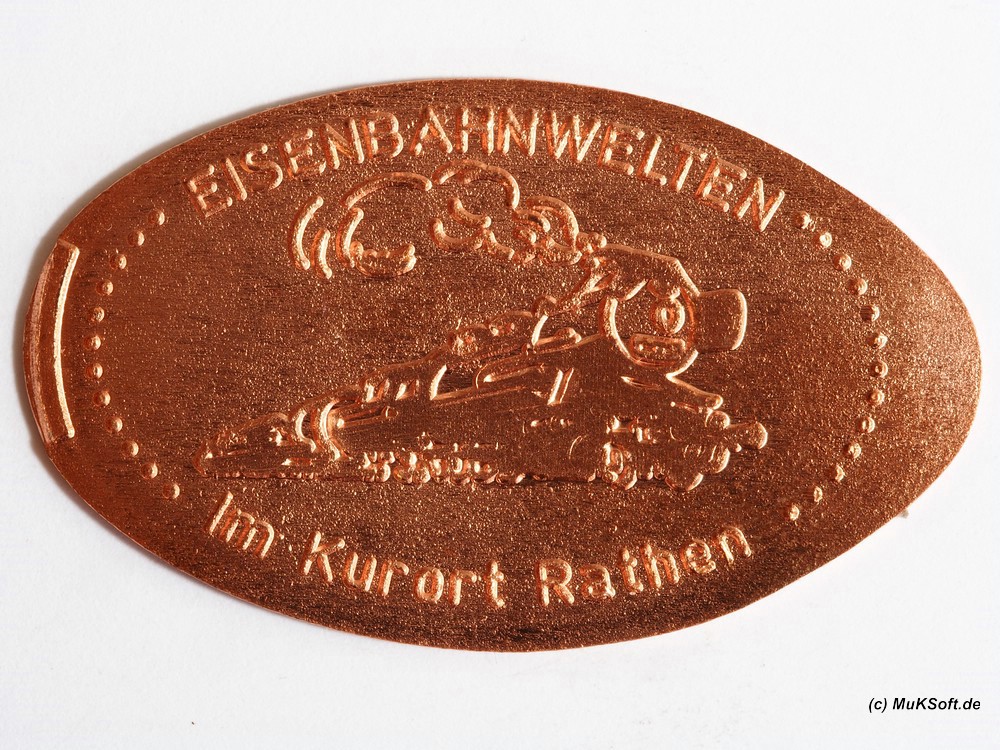 EISENBAHNWELTEN
Im Kurort Rathen
(c) MuKSoft.de